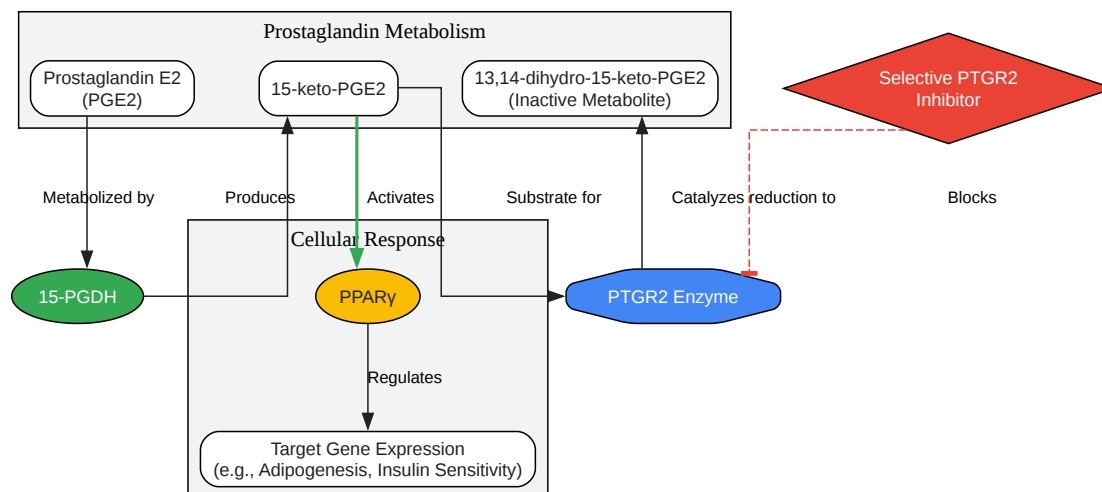 Prostaglandin Metabolism
Prostaglandin E2
(PGE2)
15-keto-PGE2
13,14-dihydro-15-keto-PGE2
(Inactive Metabolite)
Selective PTGR2
Inhibitor
Metabolized by
Produces
Activates
Substrate for
Catalyzes reduction to
Blocks
Cellular Response
15-PGDH
PPARγ
PTGR2 Enzyme
Regulates
Target Gene Expression
(e.g., Adipogenesis, Insulin Sensitivity)